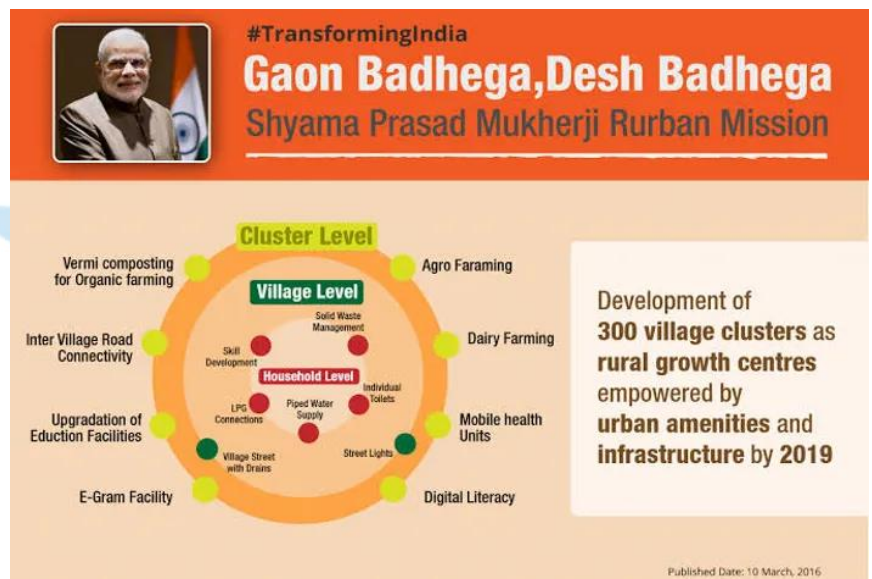 #TransformingIndia
Gaon Badhega,Desh Badhega
Shyama Prasad Mukherji Rurban Mission
Cluster Level
Vermi composting
for Organic farming
Agro Faraming
Village Level
Solid Waste
Management
Inter Village Road
Connectivity
Skill
Development
Dairy Farming
Household Level
LPG
Connections
Piped Water
Supply
Individual
Toilets
Upgradation of
Eduction Facilities
Mobile health
Units
Village Street
with Drains
Street Lights
E-Gram Facility
Digital Literacy
Development of
300 village clusters as
rural growth centres
empowered by
urban amenities and
infrastructure by 2019
Published Date: 10 March, 2016